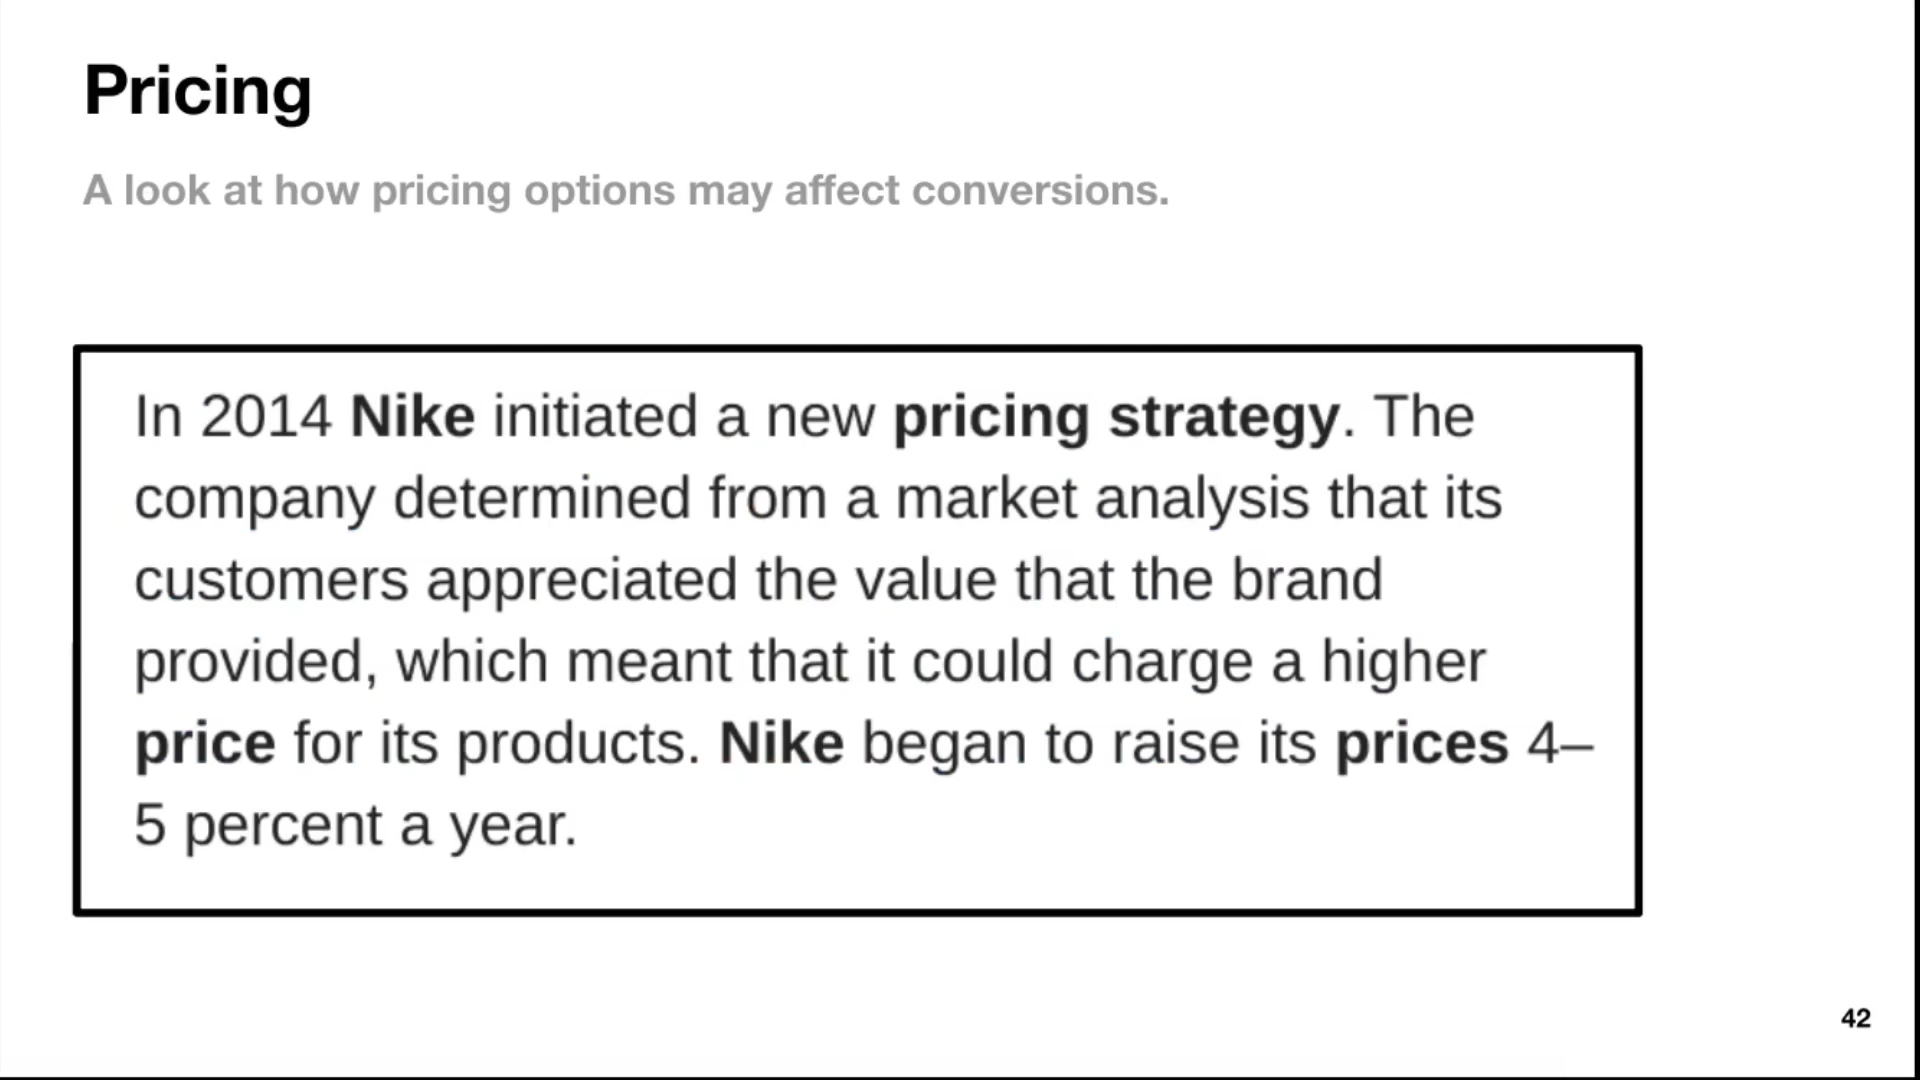 Pricing
A look at how pricing options may affect conversions.
In 2014 Nike initiated a new pricing strategy. The
company determined from a market analysis that its
customers appreciated the value that the brand
provided, which meant that it could charge a higher
price for its products. Nike began to raise its prices 4–
5 percent a year.
42